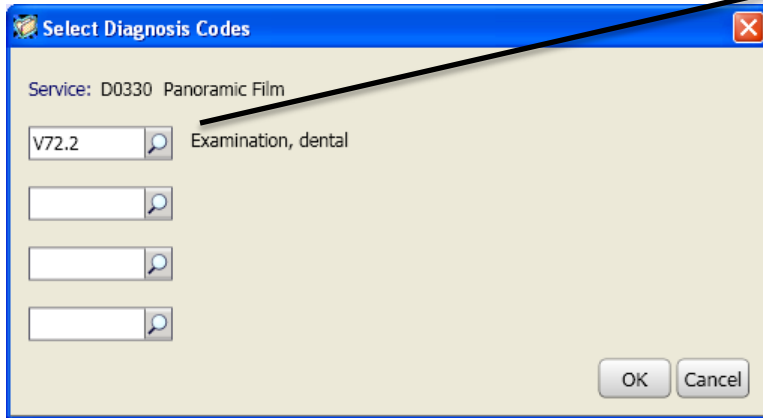 Select Diagnosis Codes
Service: D0330 Panoramic Film
V72.2 Examination, dental
OK Cancel